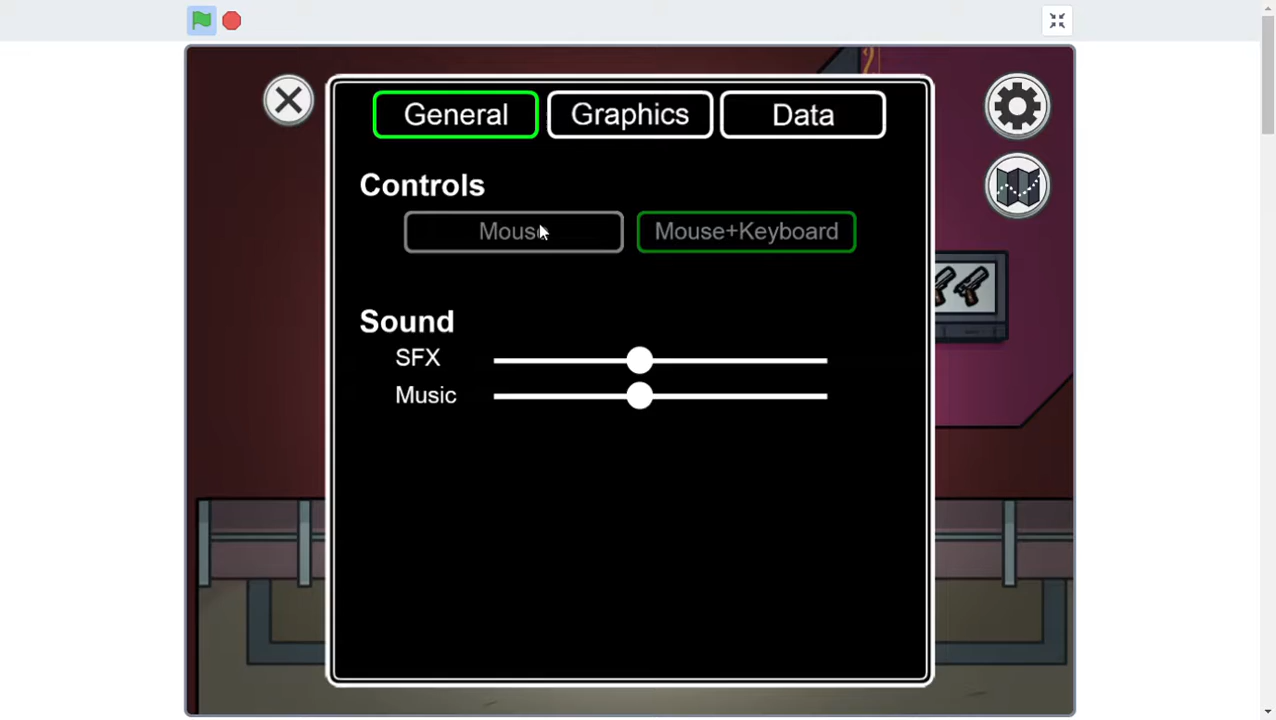 General Graphics Data
Controls
Mouse Mouse+Keyboard
Sound
SFX
Music